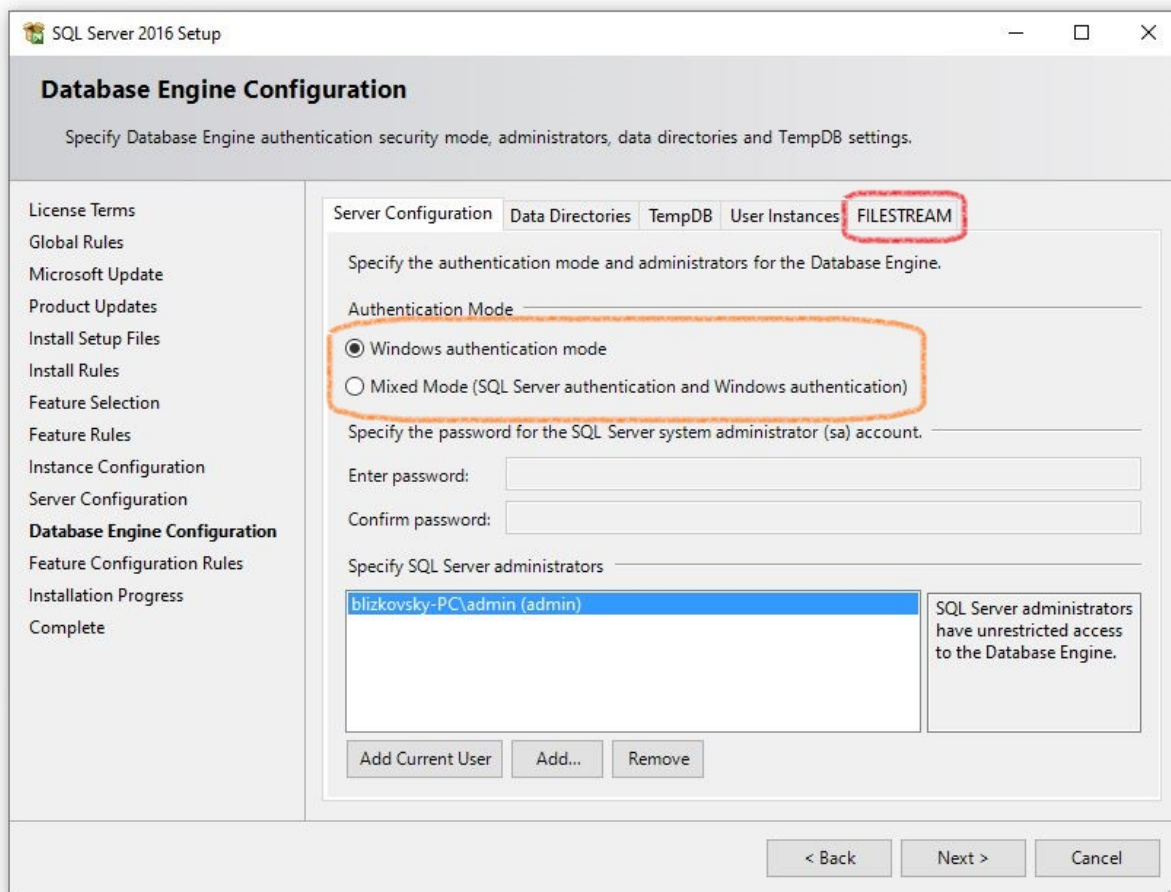 SQL Server 2016 Setup
Database Engine Configuration
Specify Database Engine authentication security mode, administrators, data directories and TempDB settings.
License Terms
Global Rules
Microsoft Update
Product Updates
Install Setup Files
Install Rules
Feature Selection
Feature Rules
Instance Configuration
Server Configuration
Database Engine Configuration
Feature Configuration Rules
Installation Progress
Complete
Server Configuration Data Directories TempDB User Instances FILESTREAM
Specify the authentication mode and administrators for the Database Engine.
Authentication Mode
Windows authentication mode
Mixed Mode (SQL Server authentication and Windows authentication)
Specify the password for the SQL Server system administrator (sa) account.
Enter password:
Confirm password:
Specify SQL Server administrators
blizkovsky-PC\admin (admin)
SQL Server administrators
have unrestricted access
to the Database Engine.
Add Current User Add... Remove
< Back Next > Cancel